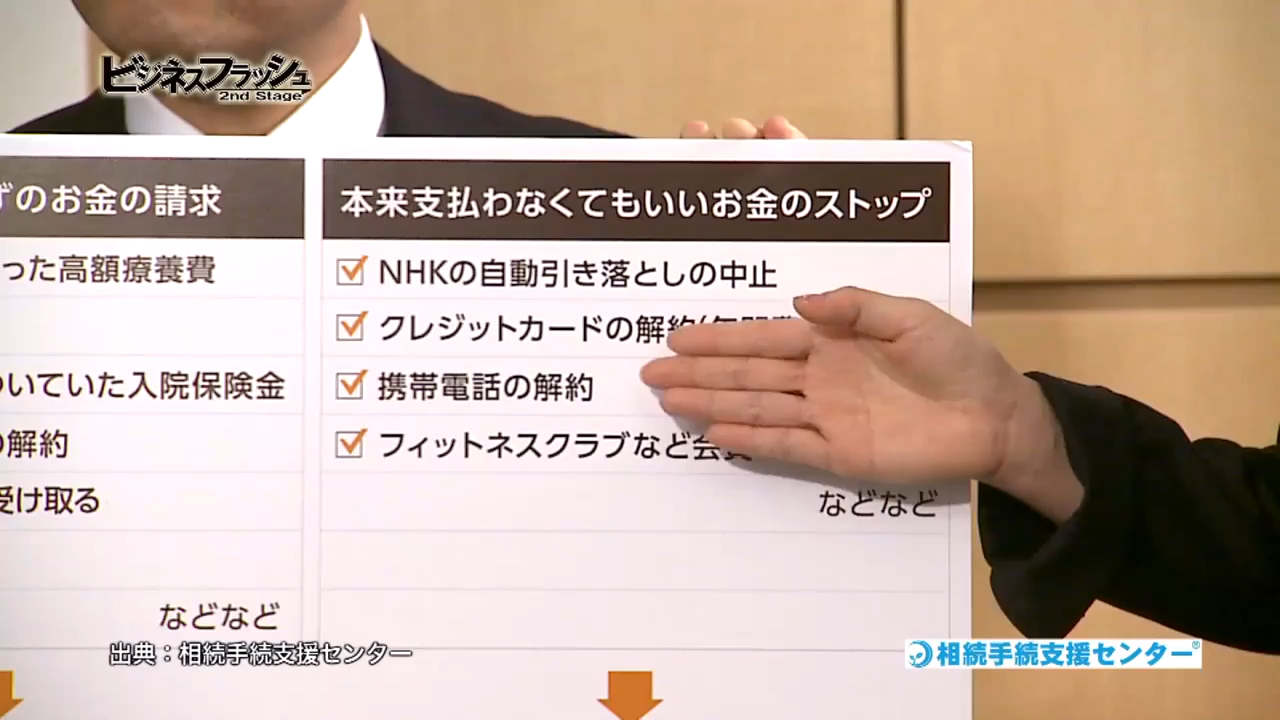 ビジネスフラッシュ
2nd Stage
のお金の請求
った高額療養費
いていた入院保険金
の解約
受け取る
などなど
本来支払わなくてもいいお金のストップ
NHKの自動引き落としの中止
クレジットカードの解約
携帯電話の解約
フィットネスクラブなど会
などなど
出典:相続手続支援センター
相続手続支援センター®